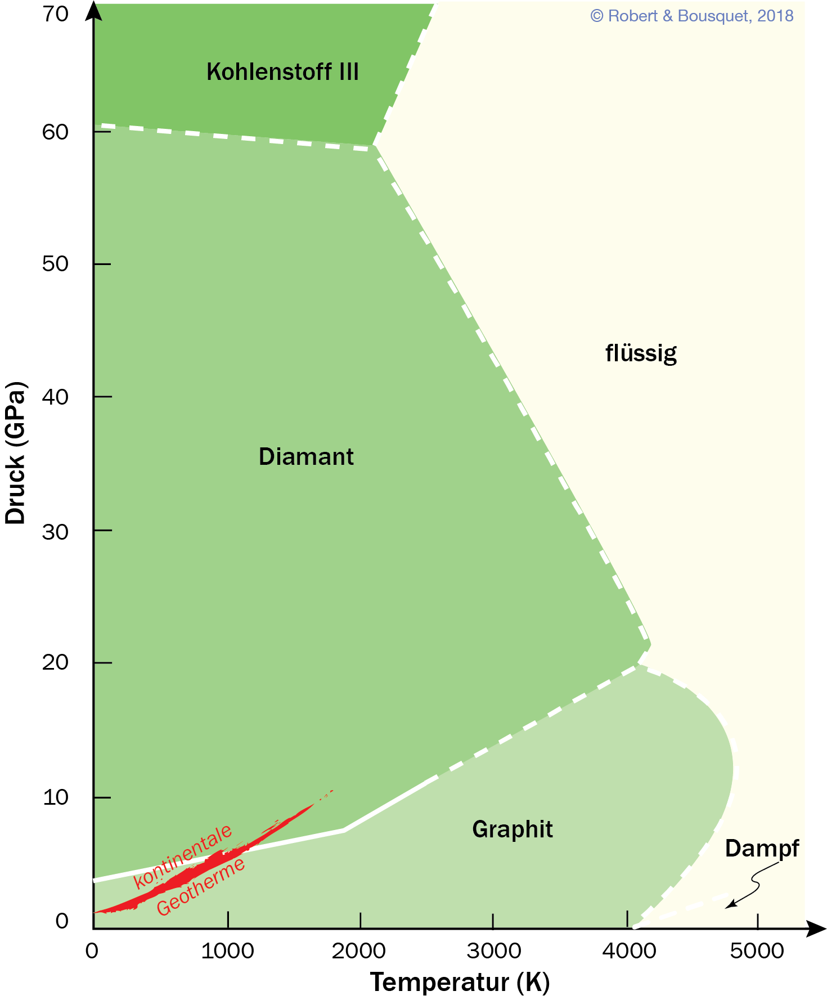 70
© Robert & Bousquet, 2018
Kohlenstoff III
60
50
flüssig
40
Druck (GPa)
Diamant
30
20
10
Graphit
kontinentale
Geotherme
Dampf
0
0
1000
2000
3000
4000
5000
Temperatur (K)